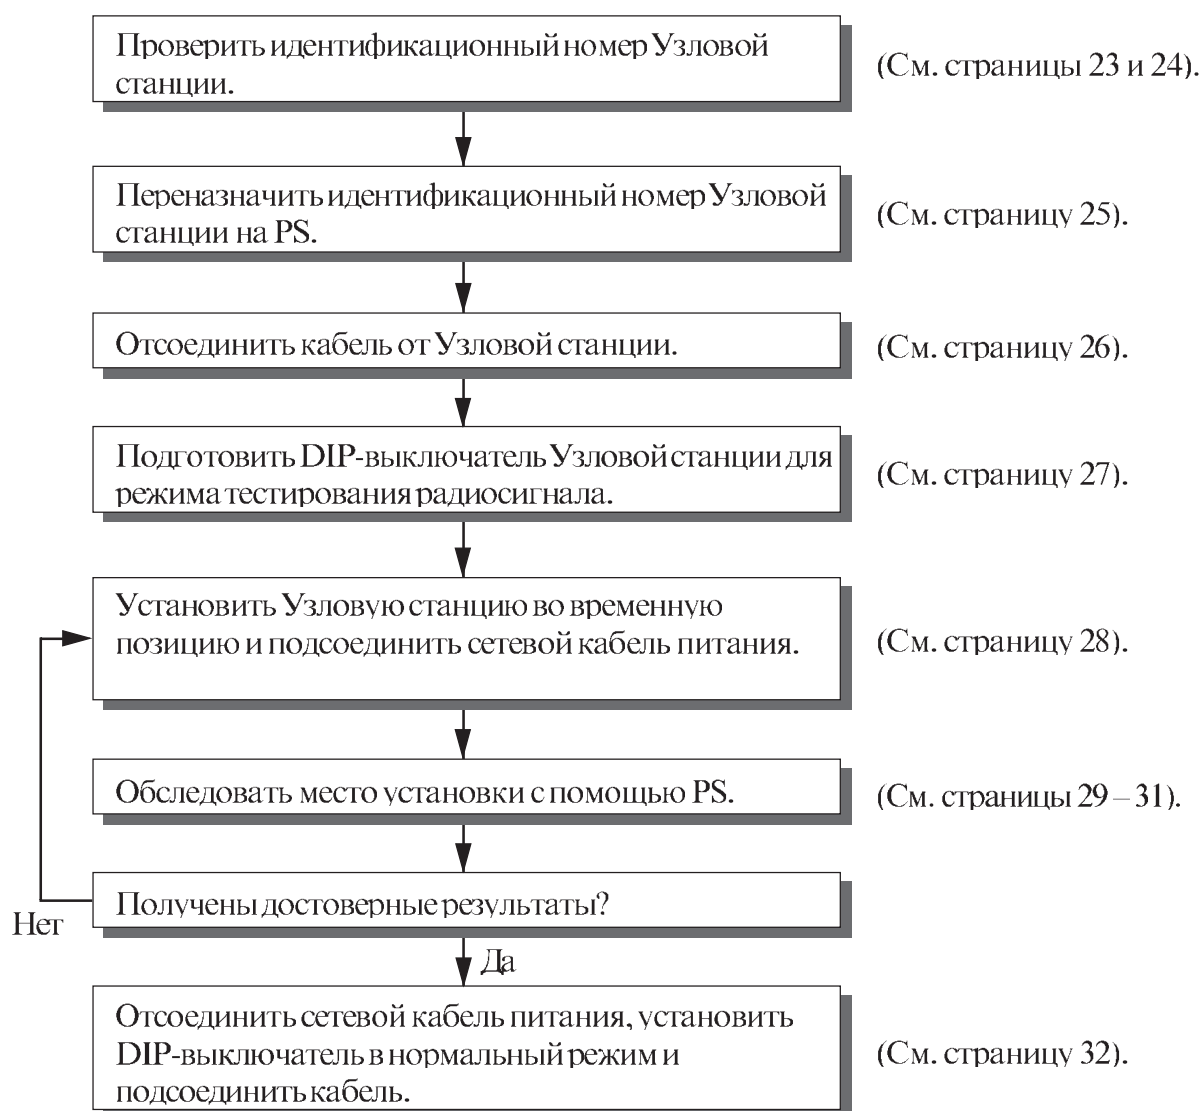 Проверить идентификационный номер Узловой
станции.
(См. страницы 23 и 24).
Переназначить идентификационный номер Узловой
станции на PS.
(См. страницу 25).
Отсоединить кабель от Узловой станции.
(См. страницу 26).
Подготовить DIP-выключатель Узловой станции для
режима тестирования радиосигнала.
(См. страницу 27).
Установить Узловую станцию во временную
позицию и подсоединить сетевой кабель питания.
(См. страницу 28).
Обследовать место установки с помощью PS.
(См. страницы 29 – 31).
Получены достоверные результаты?
Нет
Да
Отсоединить сетевой кабель питания, установить
DIP-выключатель в нормальный режим и
подсоединить кабель.
(См. страницу 32).